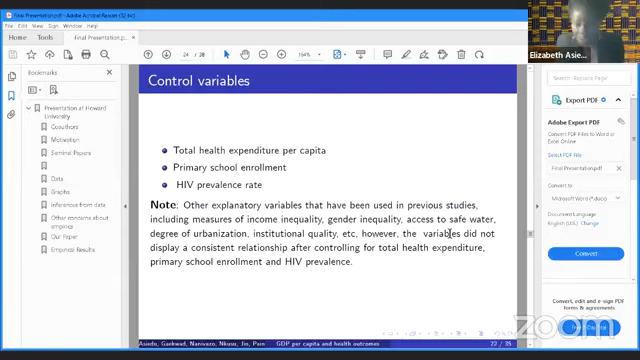 Final Presentation.pdf - Adobe Acrobat Reader DC (32-bit)
File Edit View Sign Window Help
Home Tools Final Presentation.p...
24 / 28
164%
Elizabeth Asie...
Bookmarks
Presentation at Howard
University
Coauthors
Motivation
Seminal Papers
Data
Graphs
Inferences from data
Other concerns about
empirics
Our Paper
Empirical Results
Control variables
Total health expenditure per capita
Primary school enrollment
HIV prevalence rate
Note: Other explanatory variables that have been used in previous studies,
including measures of income inequality, gender inequality, access to safe water,
degree of urbanization, institutional quality, etc, however, the variables did not
display a consistent relationship after controlling for total health expenditure,
primary school enrollment and HIV prevalence.
Asiedu, Gaekwad, Nanivazo, Nkusu, Jin, Pain GDP per capita and health outcomes 22 / 35
Export PDF
Adobe Export PDF
Convert PDF Files to Word
or Excel Online
Select PDF File
Final Presentation.pdf
Convert to
Microsoft Word (*.docx)
Document Language:
English (U.S.) Change
Convert
Convert, edit and e-sign PDF
forms & agreements
zoom